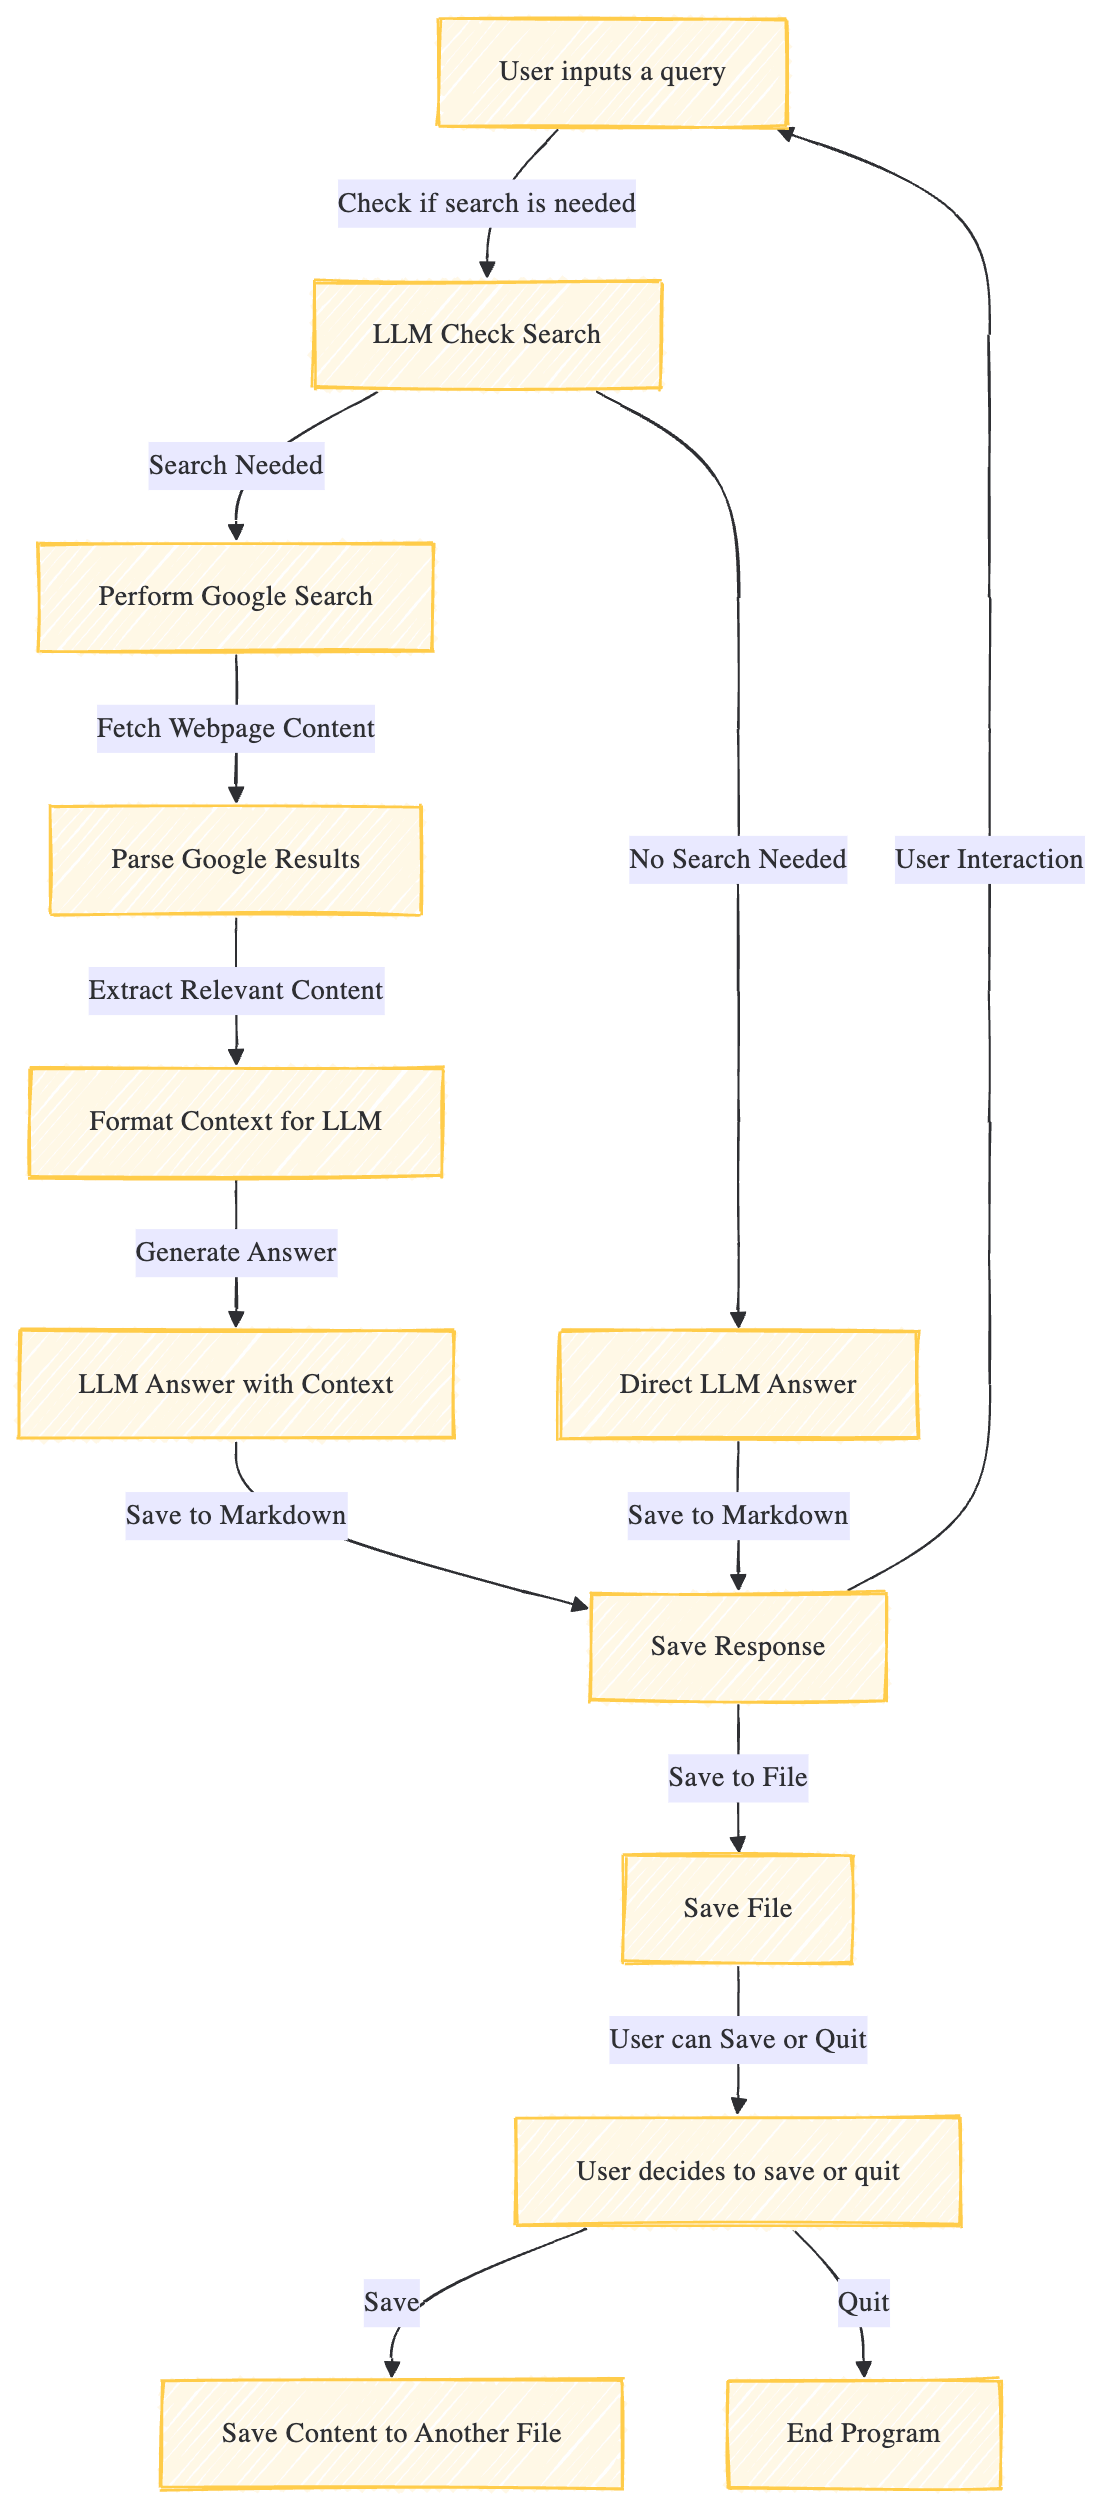 User inputs a query
Check if search is needed
LLM Check Search
Search Needed
Perform Google Search
Fetch Webpage Content
Parse Google Results
No Search Needed
User Interaction
Extract Relevant Content
Format Context for LLM
Generate Answer
LLM Answer with Context
Direct LLM Answer
Save to Markdown
Save to Markdown
Save Response
Save to File
Save File
User can Save or Quit
User decides to save or quit
Save
Quit
Save Content to Another File
End Program